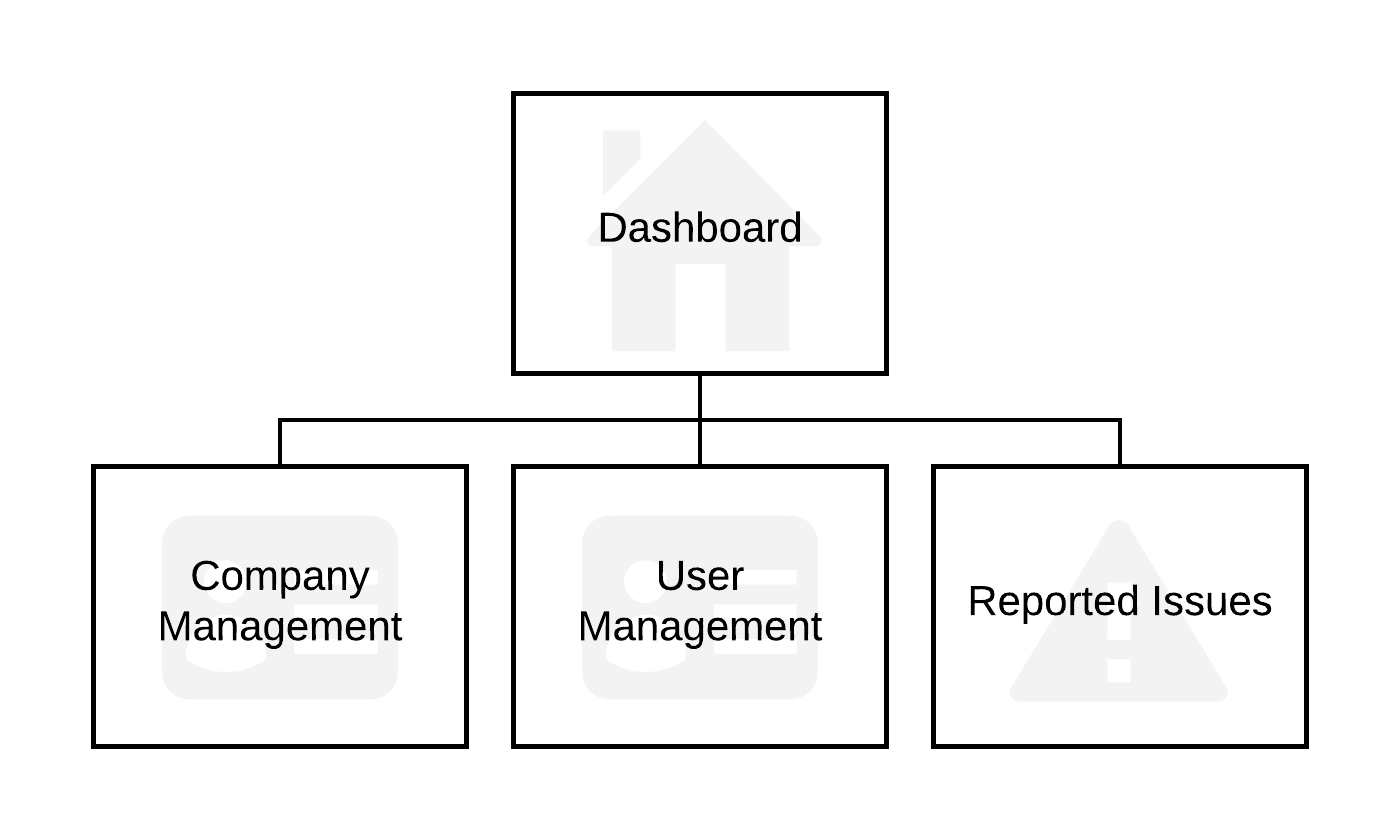 Dashboard
Company
Management
User
Management
Reported Issues